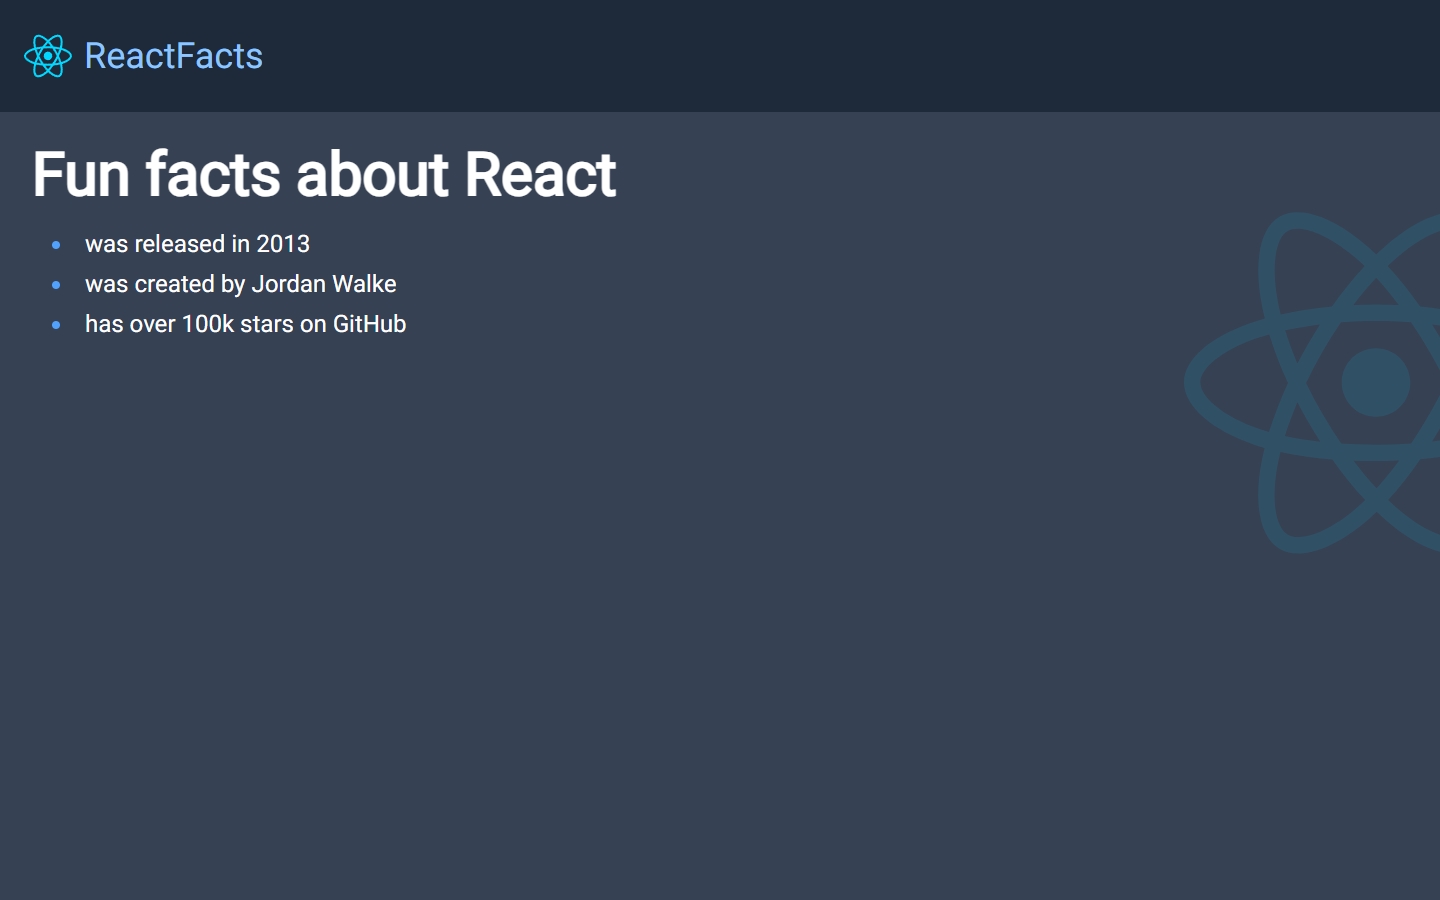 ReactFacts
Fun facts about React
was released in 2013
was created by Jordan Walke
has over 100k stars on GitHub